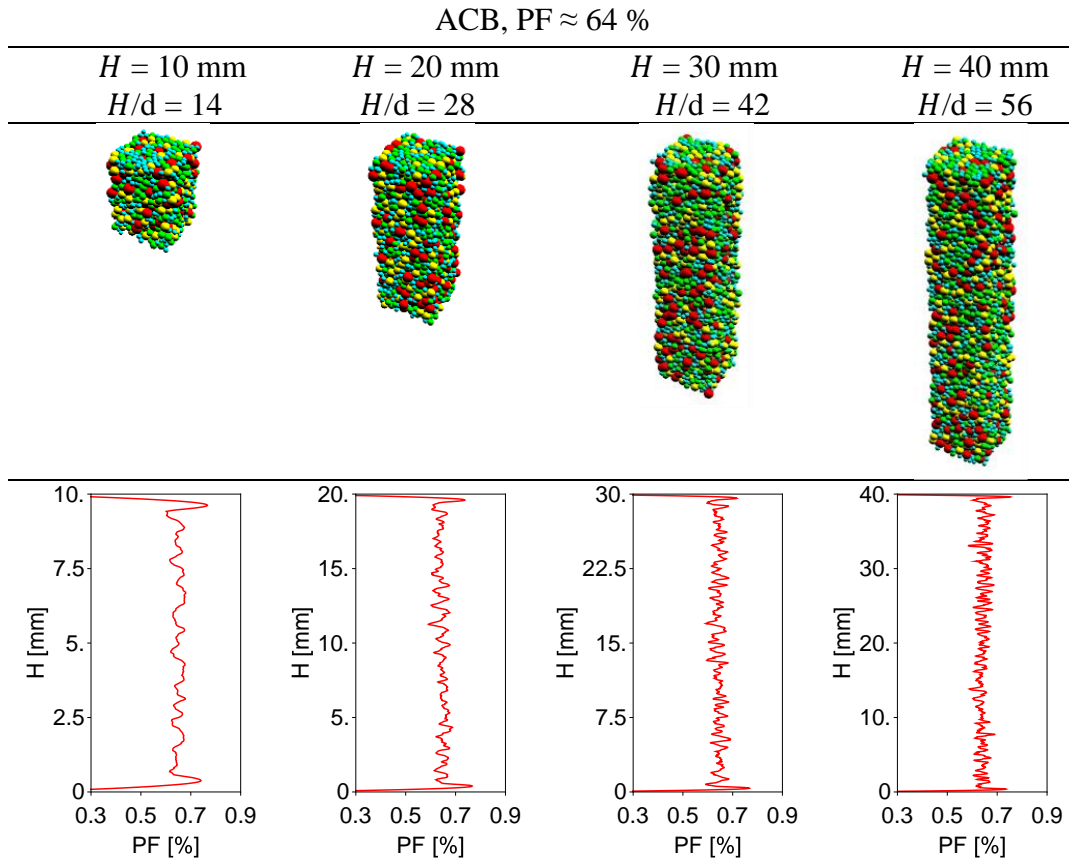 ACB, PF ≈ 64 %
H = 10 mm H = 20 mm H = 30 mm H = 40 mm
H/d = 14 H/d = 28 H/d = 42 H/d = 56
10.
7.5
5
2.5
0
H [mm]
0.3 0.5 0.7 0.9
PF [%]
20.
15.
10.
5.
0
H [mm]
0.3 0.5 0.7 0.9
PF [%]
30.
22.5
15
7.5
0
H [mm]
0.3 0.5 0.7 0.9
PF [%]
40.
30.
20.
10.
0
H [mm]
0.3 0.5 0.7 0.9
PF [%]